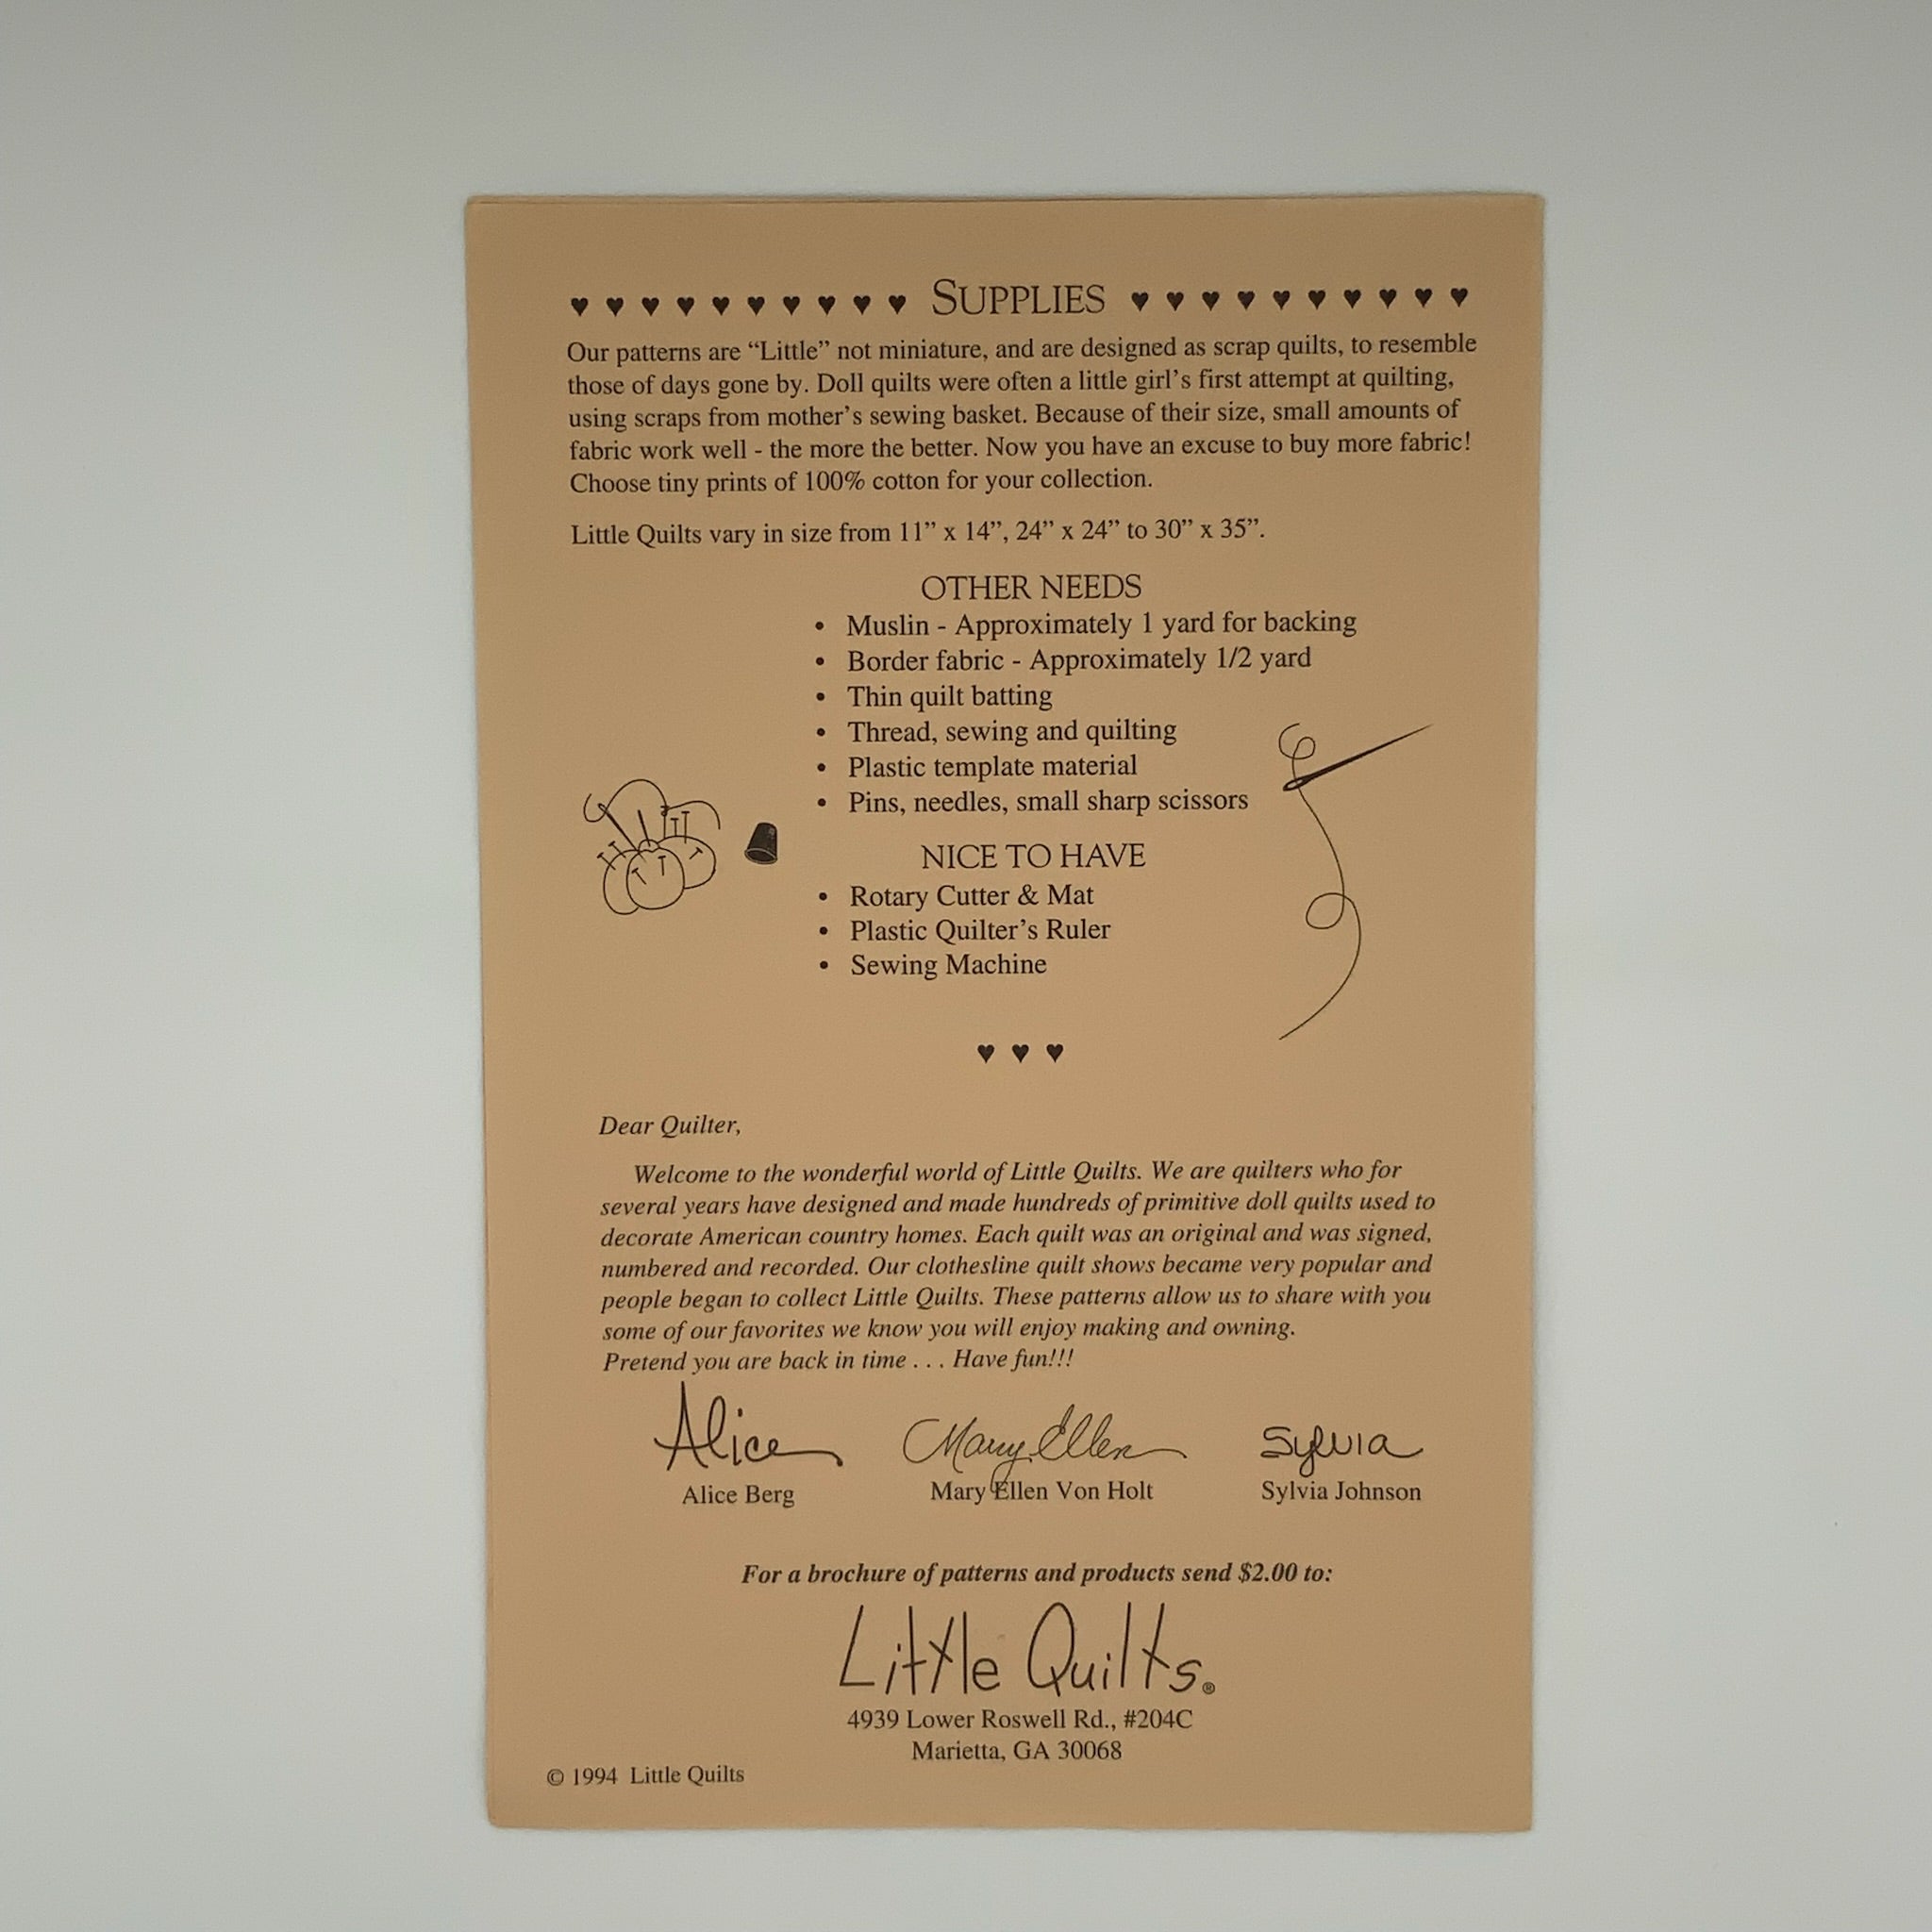 ♥ ♥ ♥ ♥ ♥ ♥ ♥ ♥ ♥ ♥ SUPPLIES ♥ ♥ ♥ ♥ ♥ ♥ ♥ ♥ ♥ ♥
Our patterns are “Little” not miniature, and are designed as scrap quilts, to resemble
those of days gone by. Doll quilts were often a little girl’s first attempt at quilting,
using scraps from mother’s sewing basket. Because of their size, small amounts of
fabric work well - the more the better. Now you have an excuse to buy more fabric!
Choose tiny prints of 100% cotton for your collection.
Little Quilts vary in size from 11” x 14”, 24” x 24” to 30” x 35”.
OTHER NEEDS
• Muslin - Approximately 1 yard for backing
• Border fabric - Approximately 1/2 yard
• Thin quilt batting
• Thread, sewing and quilting
• Plastic template material
• Pins, needles, small sharp scissors
NICE TO HAVE
• Rotary Cutter & Mat
• Plastic Quilter’s Ruler
• Sewing Machine
♥ ♥ ♥
Dear Quilter,
Welcome to the wonderful world of Little Quilts. We are quilters who for
several years have designed and made hundreds of primitive doll quilts used to
decorate American country homes. Each quilt was an original and was signed,
numbered and recorded. Our clothesline quilt shows became very popular and
people began to collect Little Quilts. These patterns allow us to share with you
some of our favorites we know you will enjoy making and owning.
Pretend you are back in time . . . Have fun!!!
Alice Mary Ellen Sylvia
Alice Berg Mary Ellen Von Holt Sylvia Johnson
For a brochure of patterns and products send $2.00 to:
Little Quilts®
4939 Lower Roswell Rd., #204C
Marietta, GA 30068
© 1994 Little Quilts